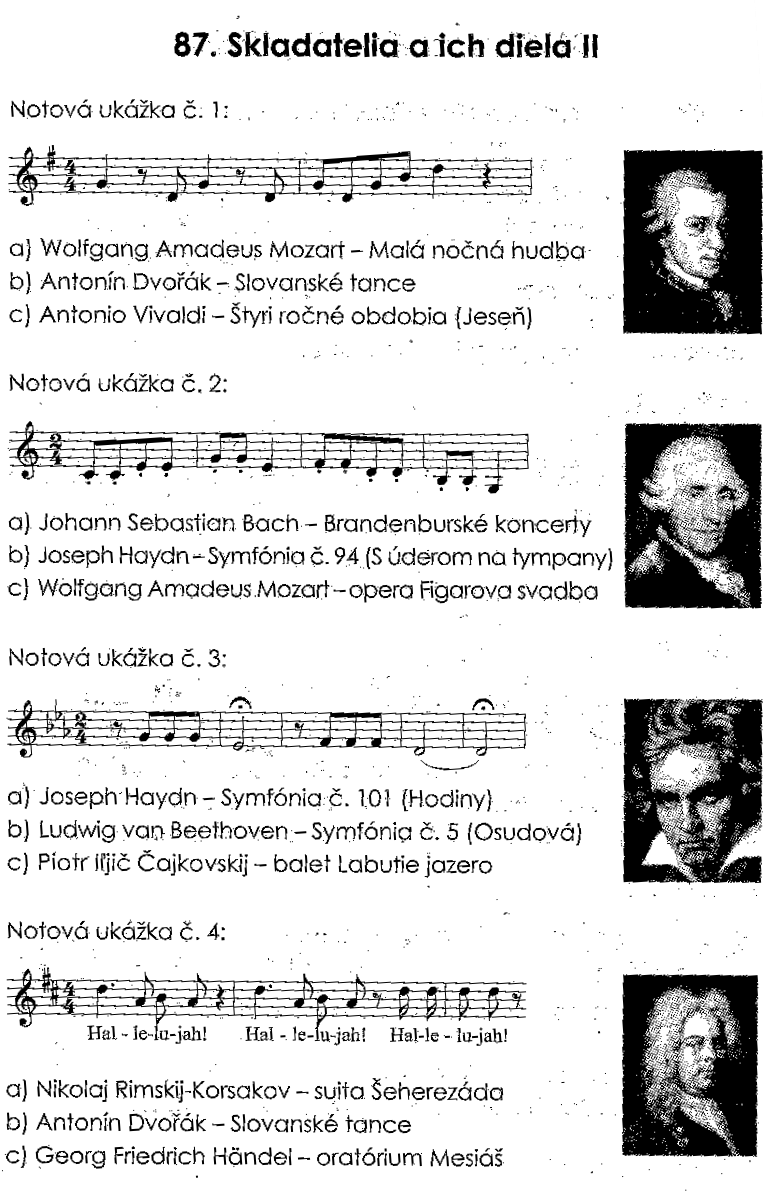 87. Skladatelia a ich diela II
Notová ukážka č. 1:
a) Wolfgang Amadeus Mozart – Malá nočná hudba
b) Antonín Dvořák – Slovanské tance
c) Antonio Vivaldi – Štyri ročné obdobia (Jeseň)
Notová ukážka č. 2:
a) Johann Sebastian Bach – Brandenburské koncerty
b) Joseph Haydn – Symfónia č. 94 (S úderom na tympany)
c) Wolfgang Amadeus Mozart – opera Figarova svadba
Notová ukážka č. 3:
a) Joseph Haydn – Symfónia č. 101 (Hodiny)
b) Ludwig van Beethoven – Symfónia č. 5 (Osudová)
c) Piotr Iľjič Čajkovskij – balet Labutie jazero
Notová ukážka č. 4:
Hal - le-lu-jah! Hal - le-lu-jah! Hal-le - lu-jah!
a) Nikolaj Rimskij-Korsakov – suita Šeherezáda
b) Antonín Dvořák – Slovanské tance
c) Georg Friedrich Händel – oratórium Mesiáš